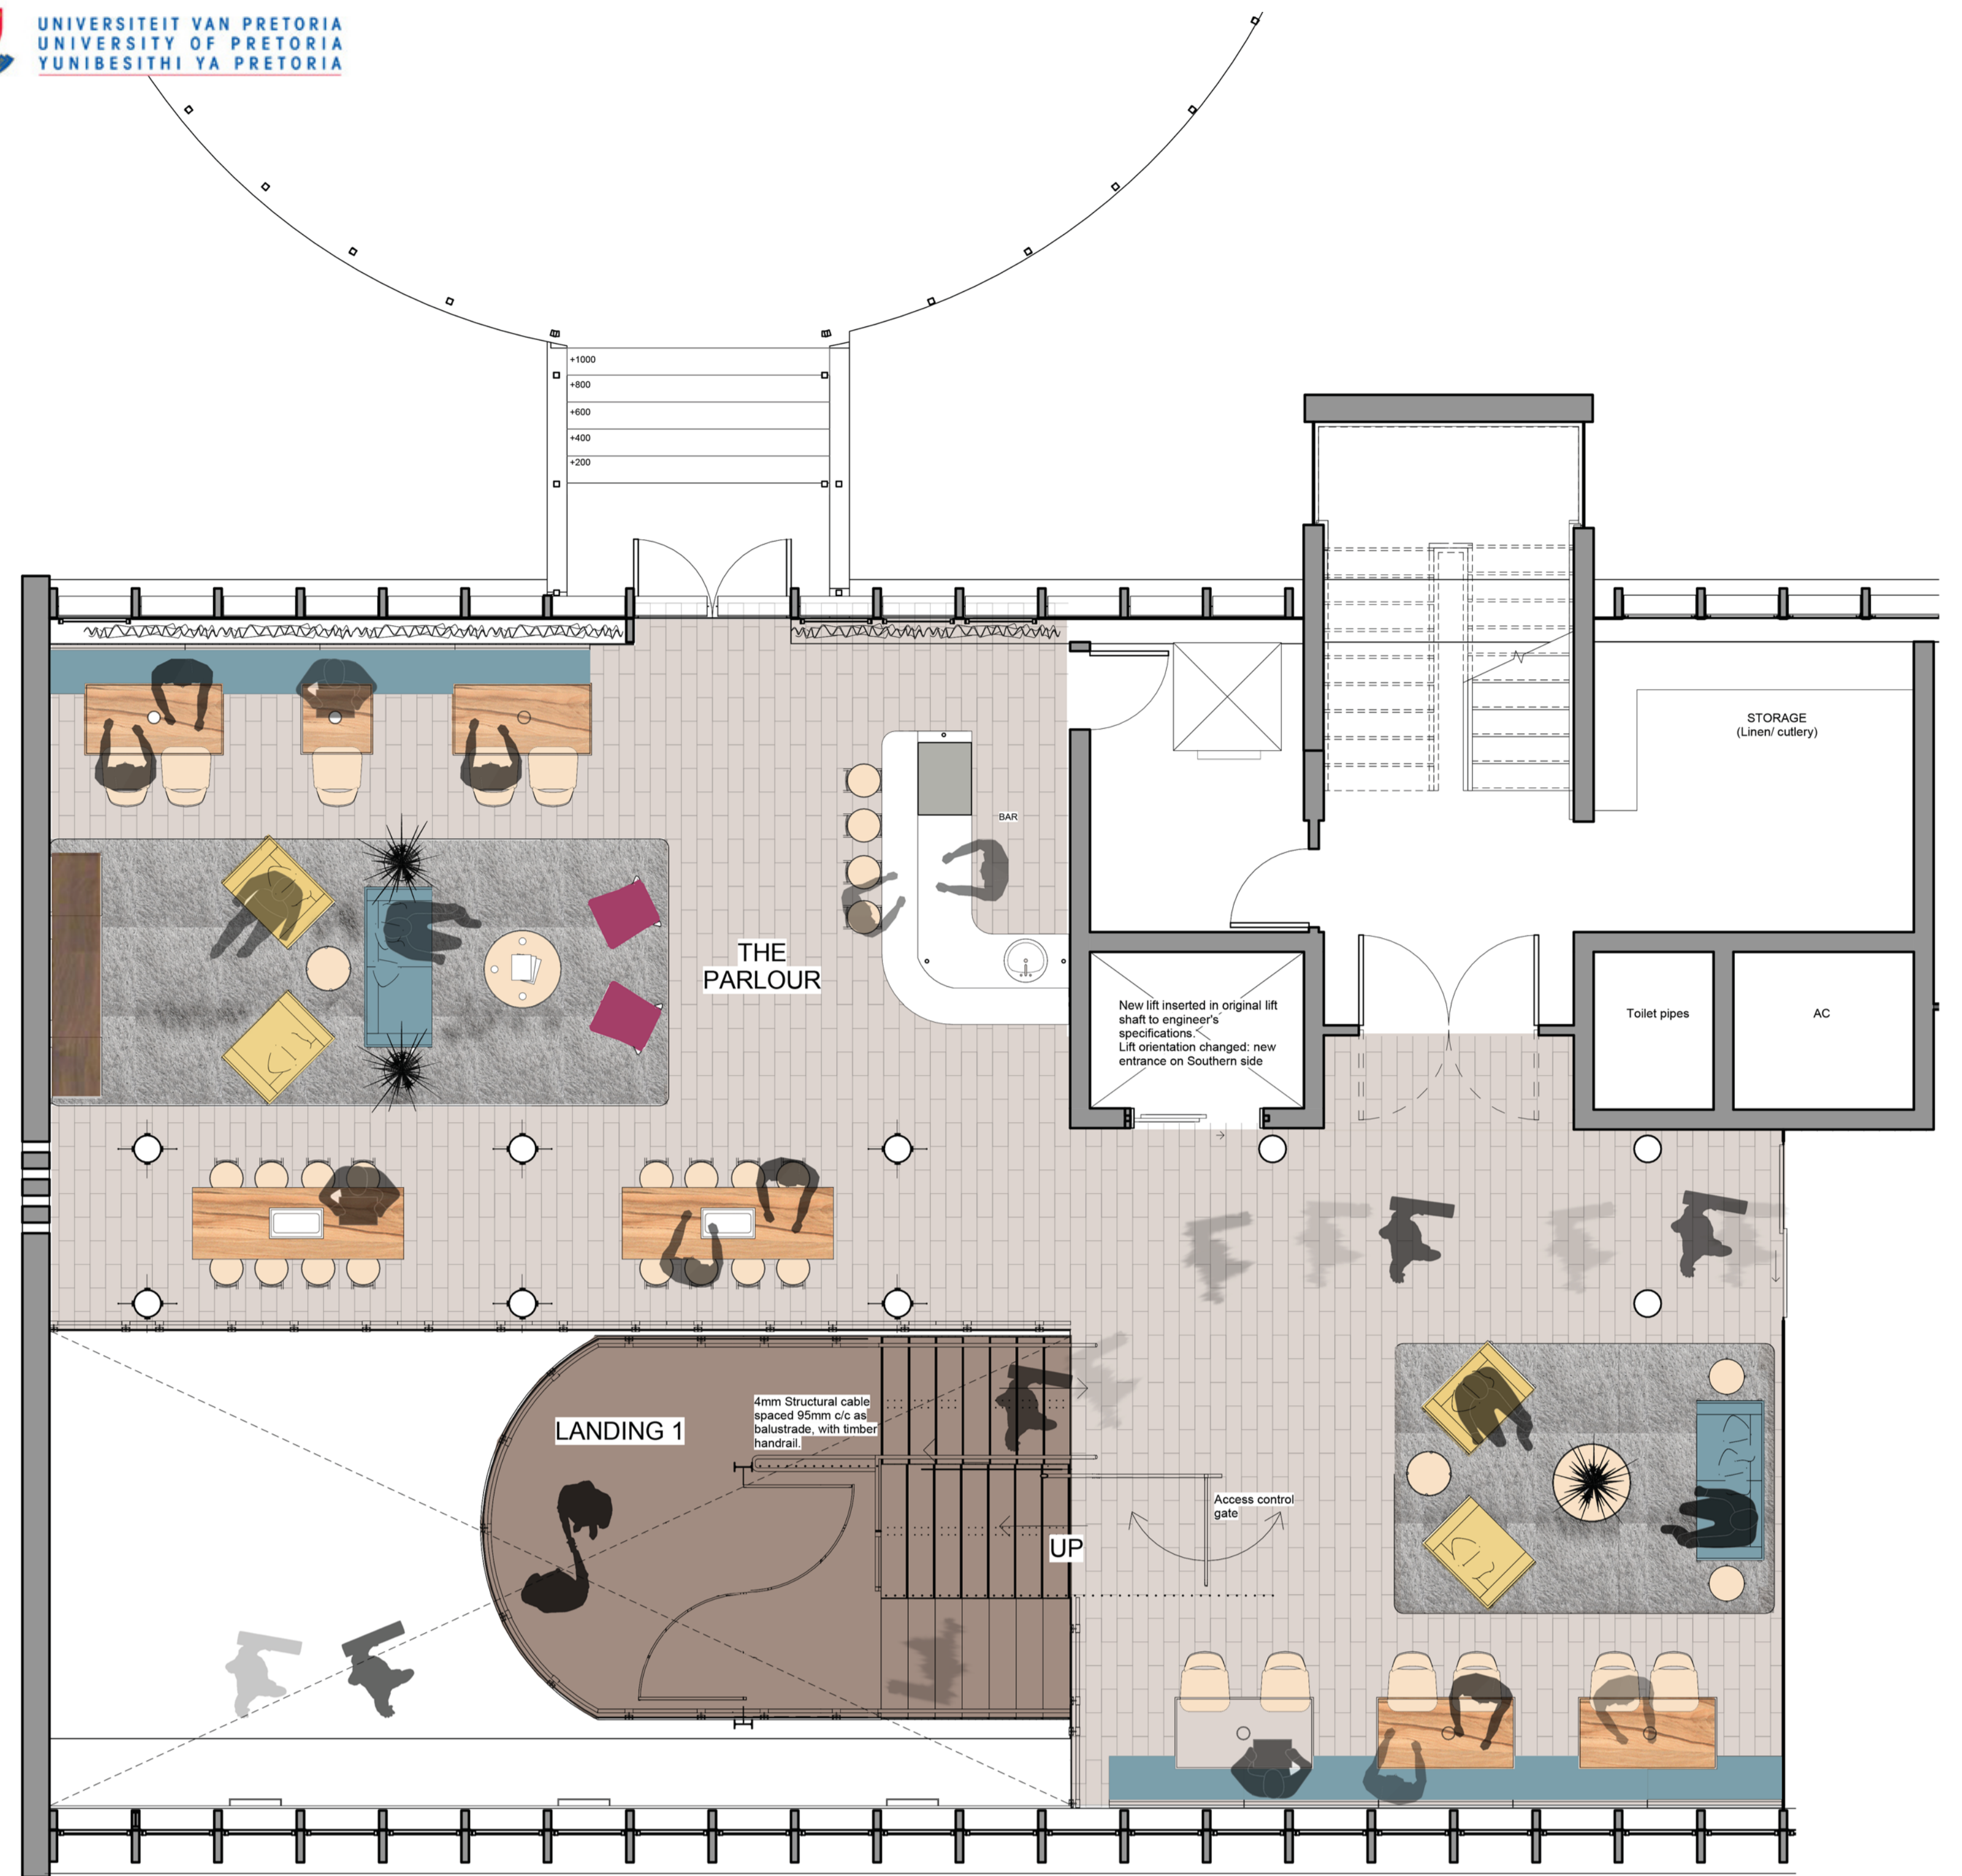 UNIVERSITEIT VAN PRETORIA
UNIVERSITY OF PRETORIA
YUNIBESITHI YA PRETORIA
+1000
+800
+600
+400
+200
STORAGE
(Linen/ cutlery)
BAR
THE
PARLOUR
New lift inserted in original lift
shaft to engineer's
specifications.
Lift orientation changed: new
entrance on Southern side
Toilet pipes
AC
4mm Structural cable
spaced 95mm c/c as
balustrade, with timber
handrail.
LANDING 1
Access control
gate
UP